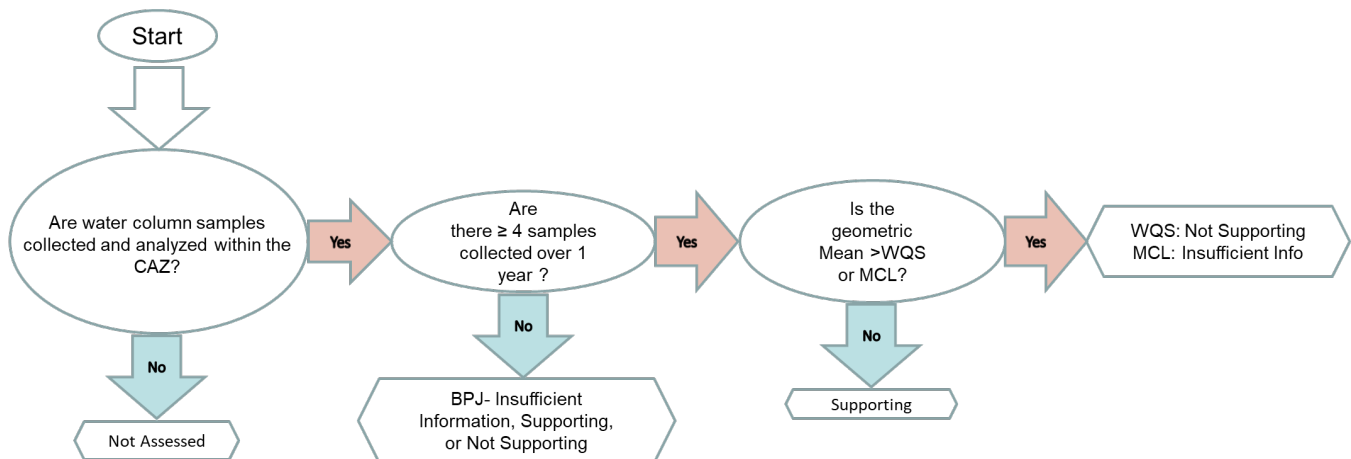 Start
Are water column samples
collected and analyzed within the
CAZ?
Yes
Are
there ≥ 4 samples
collected over 1
year ?
Yes
Is the
geometric
Mean >WQS
or MCL?
Yes
WQS: Not Supporting
MCL: Insufficient Info
No
Not Assessed
No
BPJ- Insufficient
Information, Supporting,
or Not Supporting
No
Supporting